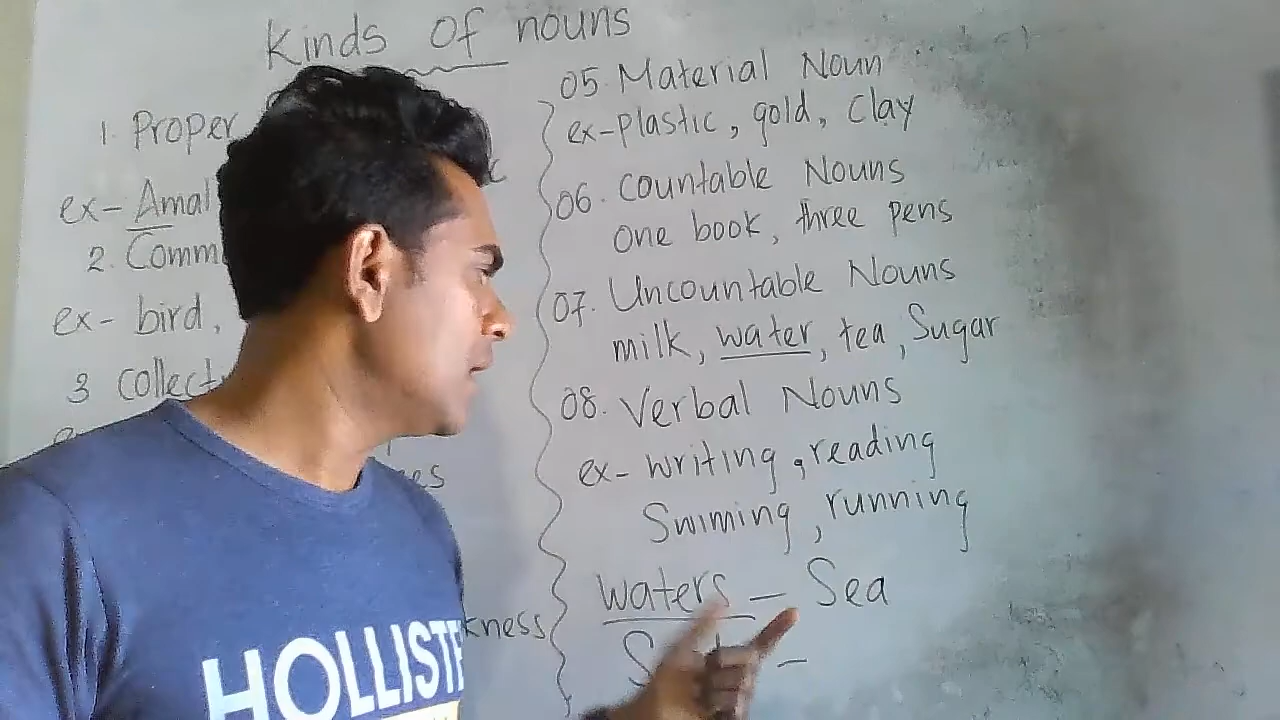 Kinds of nouns
1. Proper
ex- Amal
2. Comm
ex- bird,
3 collect
es
kness
05. Material Noun
ex-plastic, gold, clay
06. countable Nouns
one book, three pens
07. Uncountable Nouns
milk, water, tea, Sugar
08. Verbal Nouns
ex- writing, reading
Swiming, running
waters - Sea
HOLLISTE